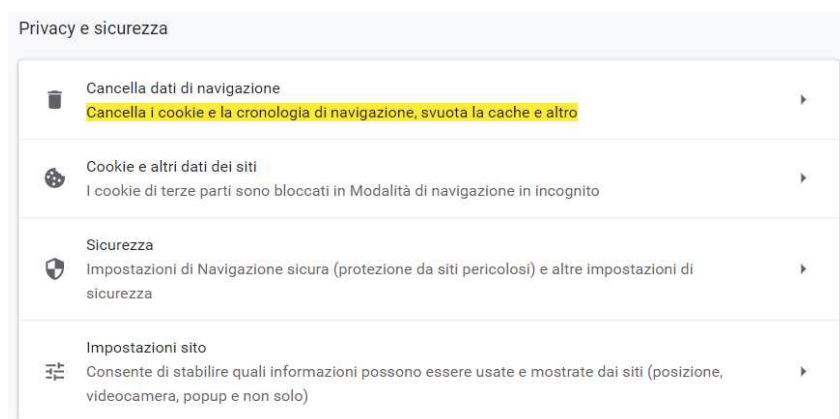 Privacy e sicurezza
Cancella dati di navigazione
Cancella i cookie e la cronologia di navigazione, svuota la cache e altro
Cookie e altri dati dei siti
I cookie di terze parti sono bloccati in Modalità di navigazione in incognito
Sicurezza
Impostazioni di Navigazione sicura (protezione da siti pericolosi) e altre impostazioni di
sicurezza
Impostazioni sito
Consente di stabilire quali informazioni possono essere usate e mostrate dai siti (posizione,
videocamera, popup e non solo)